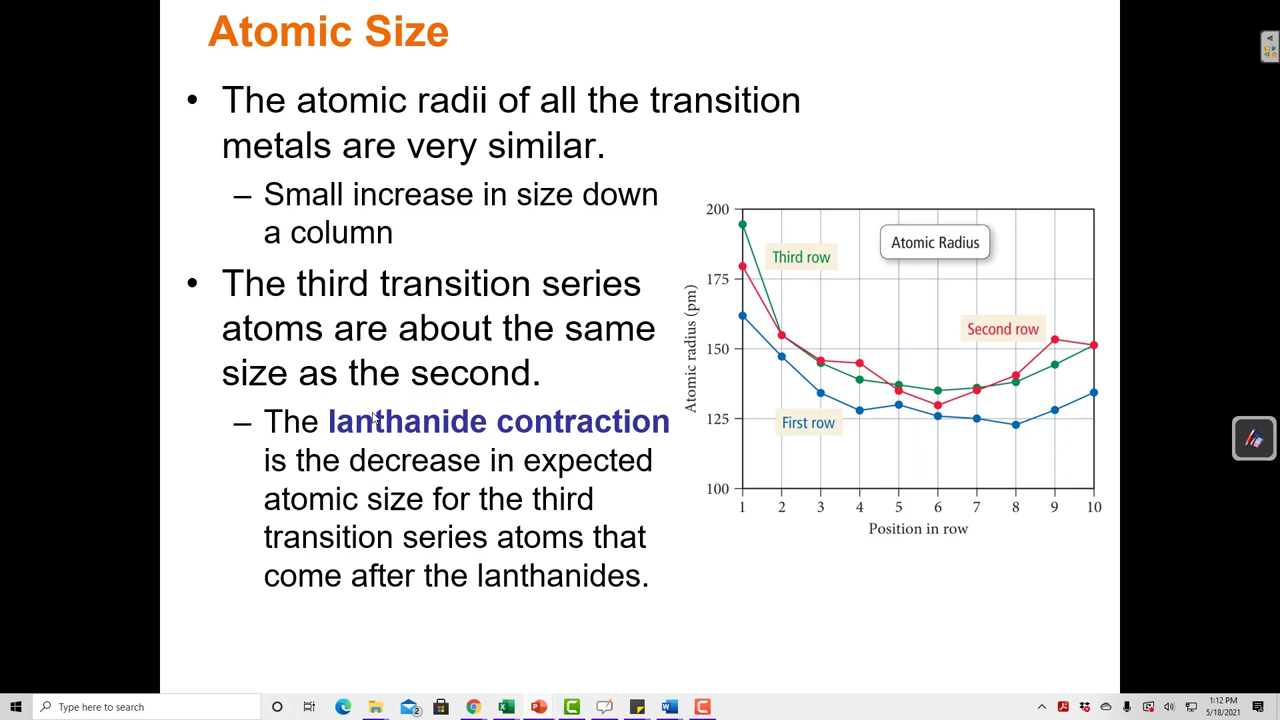 Atomic Size
• The atomic radii of all the transition
metals are very similar.
– Small increase in size down
a column
• The third transition series
atoms are about the same
size as the second.
– The lanthanide contraction
is the decrease in expected
atomic size for the third
transition series atoms that
come after the lanthanides.
200
175
150
125
100
Atomic radius (pm)
Atomic Radius
Third row
Second row
First row
1 2 3 4 5 6 7 8 9 10
Position in row
Type here to search
2
1:12 PM
5/18/2021